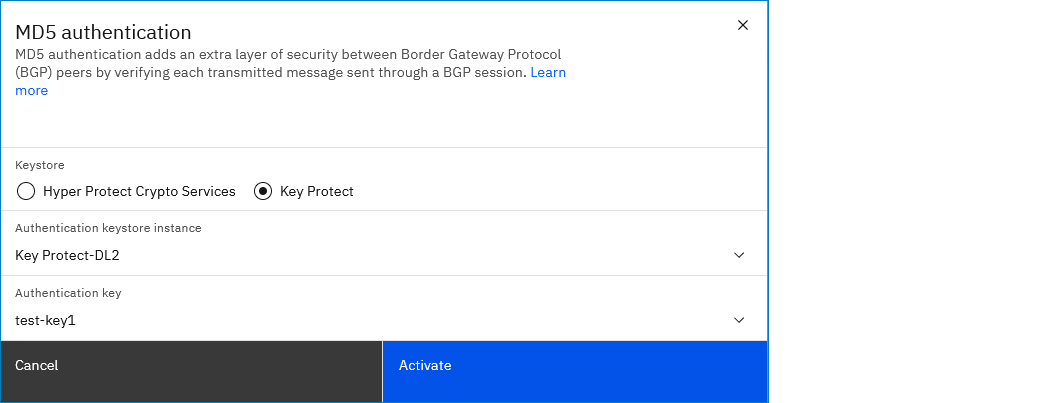 MD5 authentication
MD5 authentication adds an extra layer of security between Border Gateway Protocol
(BGP) peers by verifying each transmitted message sent through a BGP session. Learn
more
Keystore
Hyper Protect Crypto Services Key Protect
Authentication keystore instance
Key Protect-DL2
Authentication key
test-key1
Cancel Activate